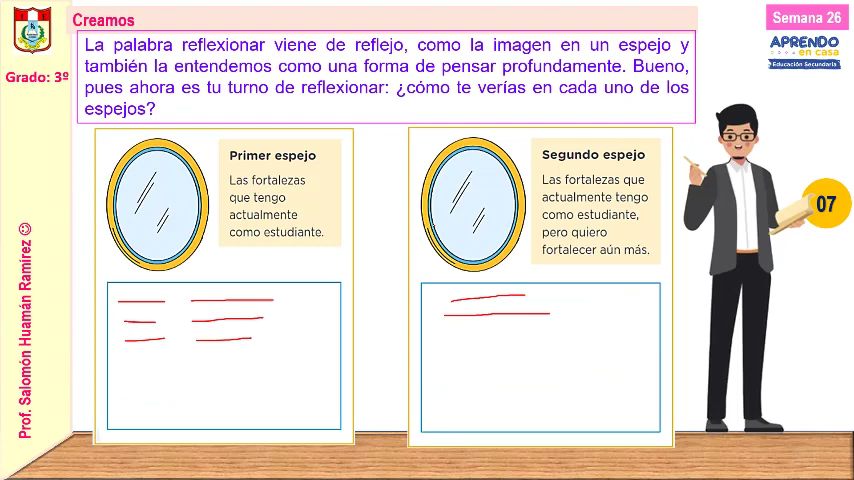 Creamos
Semana 26
APRENDO
en casa
Educación Secundaria
Grado: 3º
La palabra reflexionar viene de reflejo, como la imagen en un espejo y
también la entendemos como una forma de pensar profundamente. Bueno,
pues ahora es tu turno de reflexionar: ¿cómo te verías en cada uno de los
espejos?
Primer espejo
Las fortalezas
que tengo
actualmente
como estudiante.
Segundo espejo
Las fortalezas que
actualmente tengo
como estudiante,
pero quiero
fortalecer aún más.
07
Prof. Salomón Huamán Ramírez ☺